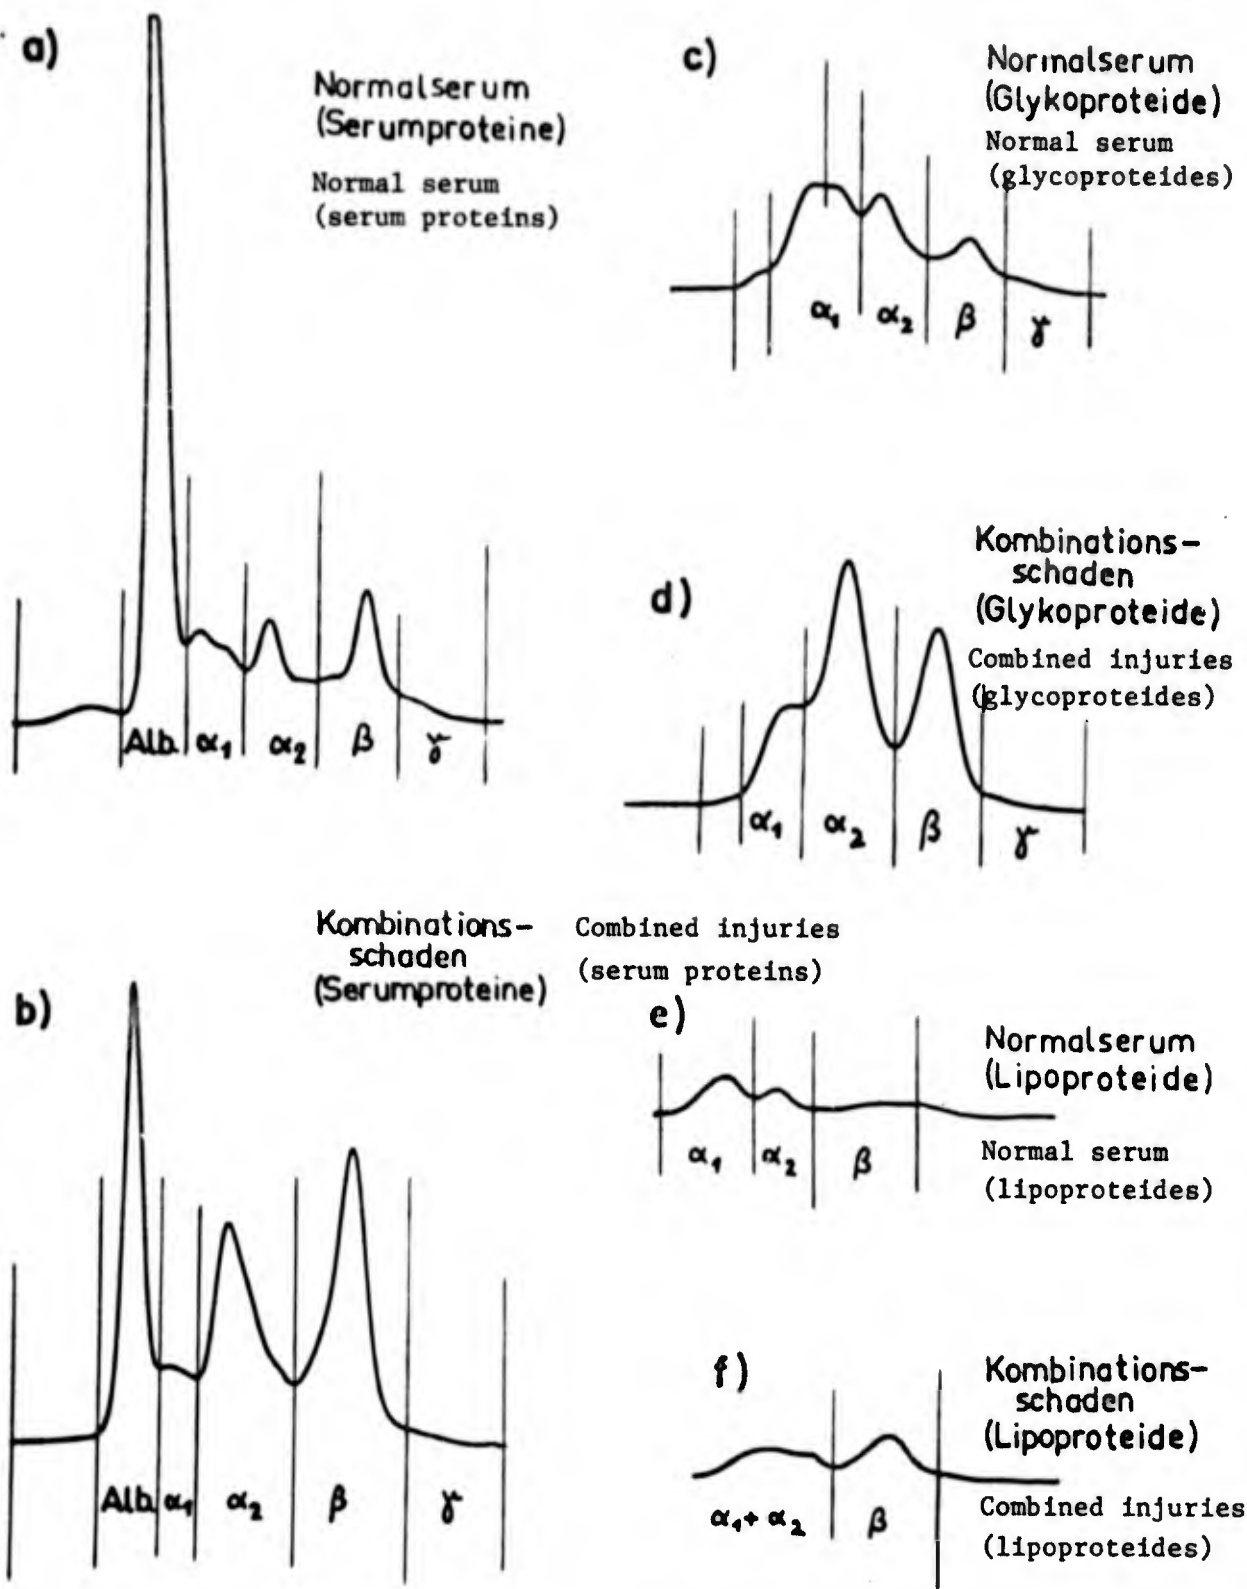 a)
Normalserum
(Serumproteine)
Normal serum
(serum proteins)
Alb. α₁ α₂ β γ
Kombinations-
schaden
(Serumproteine)
Combined injuries
(serum proteins)
b)
Alb. α₁ α₂ β γ
c)
Normalserum
(Glykoproteide)
Normal serum
(glycoproteides)
α₁ α₂ β γ
d)
Kombinations-
schaden
(Glykoproteide)
Combined injuries
(glycoproteides)
α₁ α₂ β γ
e)
Normalserum
(Lipoproteide)
Normal serum
(lipoproteides)
α₁ α₂ β
f)
Kombinations-
schaden
(Lipoproteide)
Combined injuries
(lipoproteides)
α₁+ α₂ β